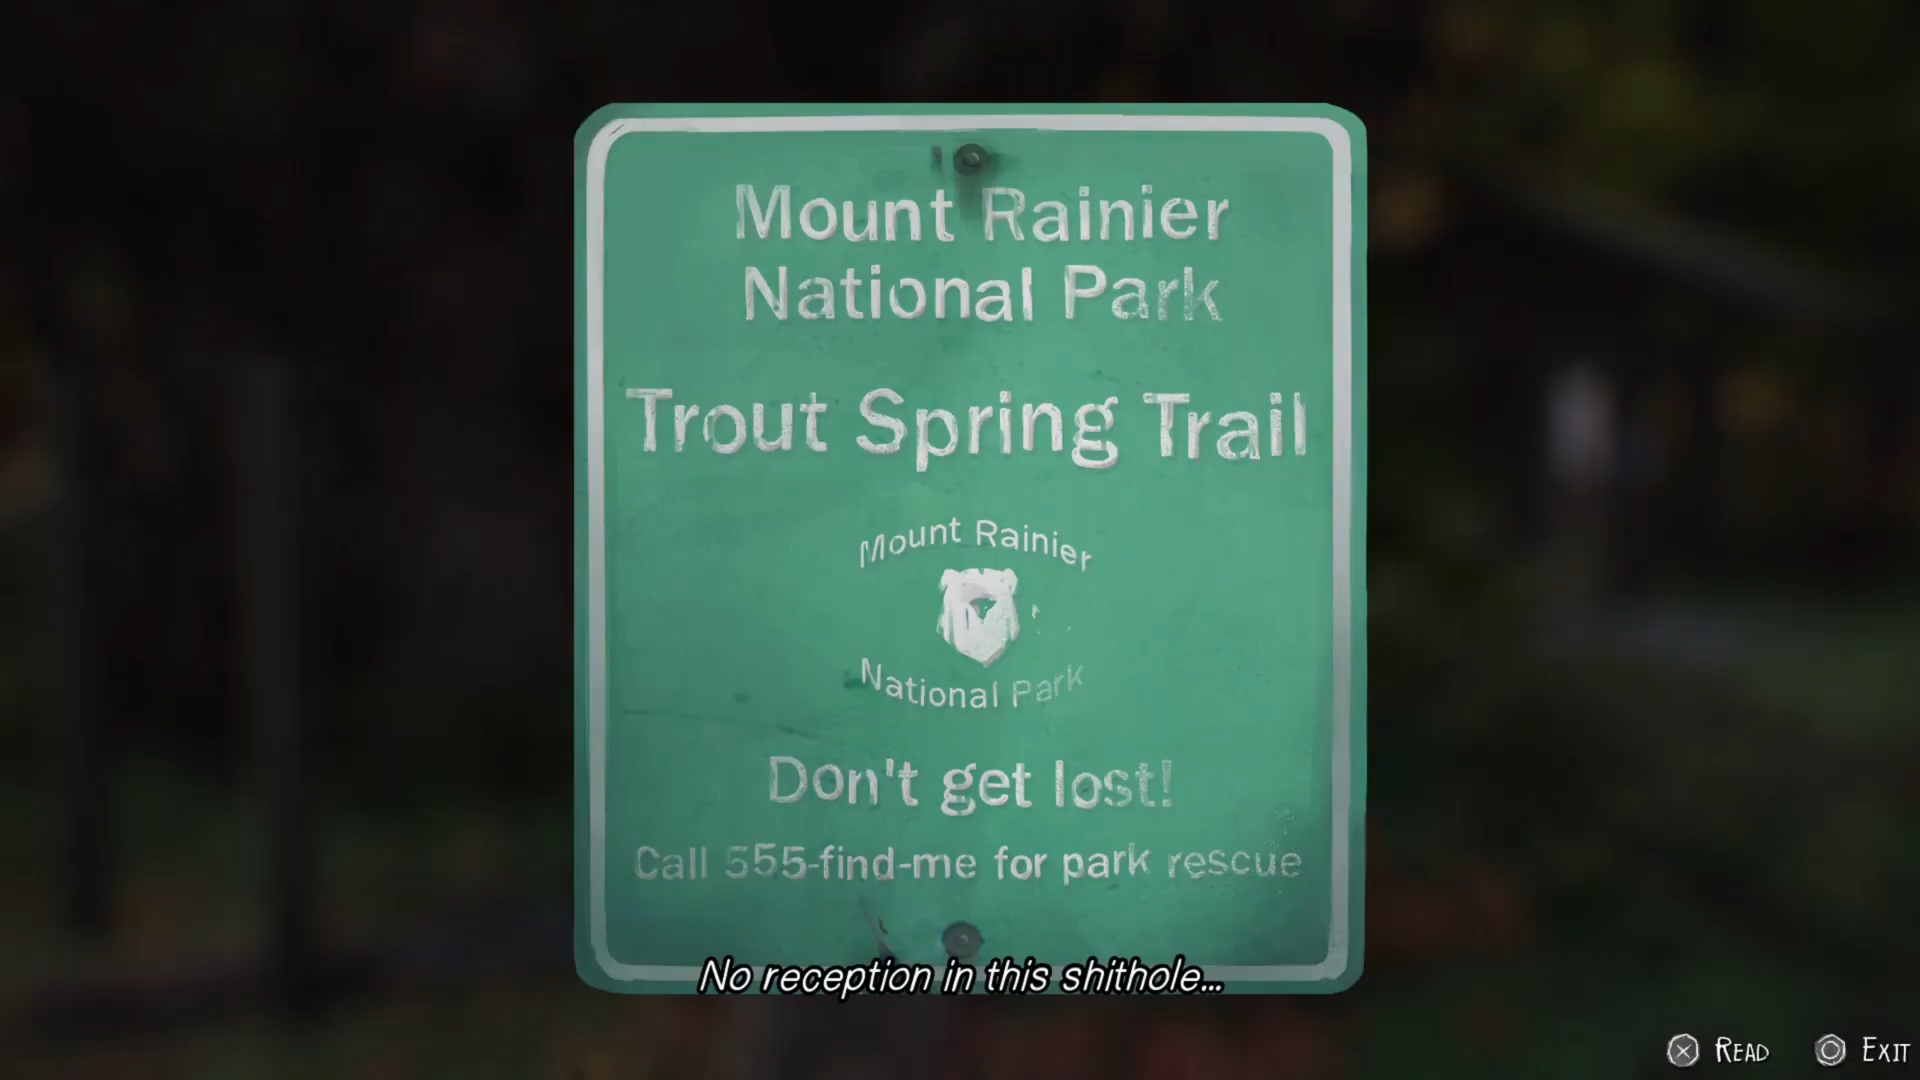 Mount Rainier
National Park
Trout Spring Trail
Mount Rainier
National Park
Don't get lost!
Call 555-find-me for park rescue
No reception in this shithole...
READ
EXIT